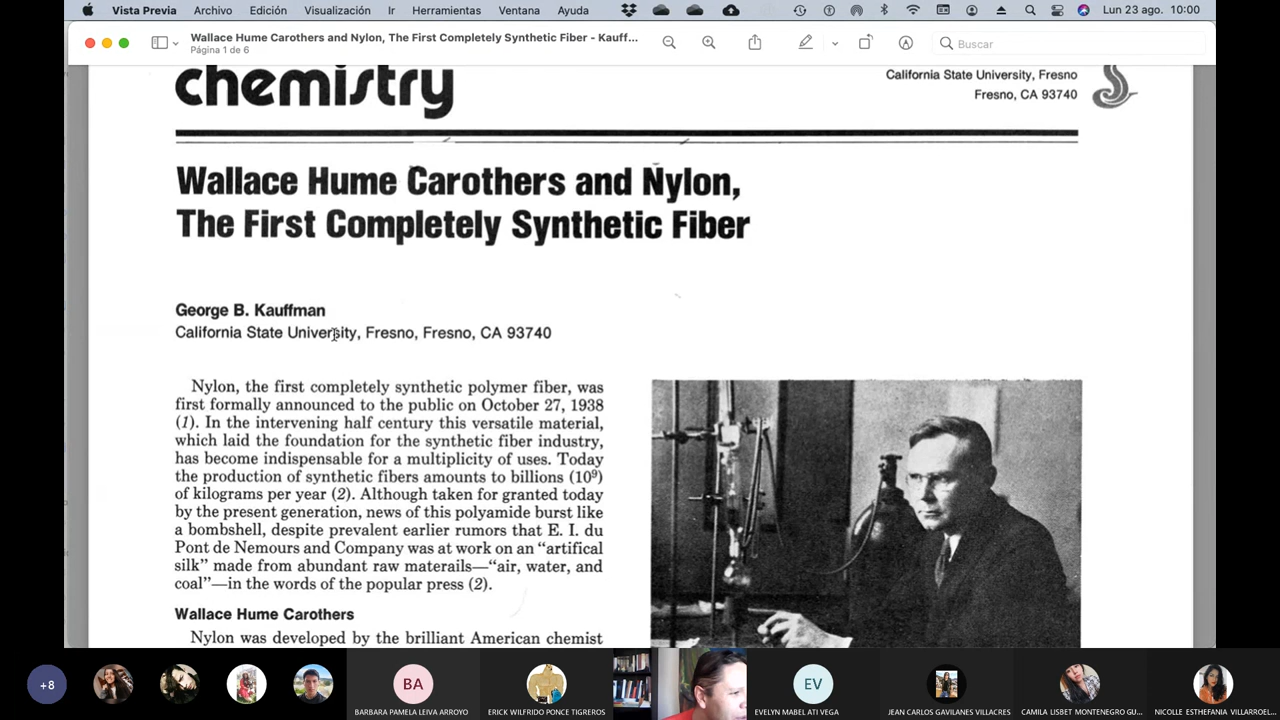 Vista Previa Archivo Edición Visualización Ir Herramientas Ventana Ayuda Lun 23 ago. 10:00
Wallace Hume Carothers and Nylon, The First Completely Synthetic Fiber - Kauff...
Página 1 de 6
Buscar
chemistry
California State University, Fresno
Fresno, CA 93740
Wallace Hume Carothers and Nylon,
The First Completely Synthetic Fiber
George B. Kauffman
California State University, Fresno, Fresno, CA 93740
Nylon, the first completely synthetic polymer fiber, was
first formally announced to the public on October 27, 1938
(1). In the intervening half century this versatile material,
which laid the foundation for the synthetic fiber industry,
has become indispensable for a multiplicity of uses. Today
the production of synthetic fibers amounts to billions (10⁹)
of kilograms per year (2). Although taken for granted today
by the present generation, news of this polyamide burst like
a bombshell, despite prevalent earlier rumors that E. I. du
Pont de Nemours and Company was at work on an “artifical
silk” made from abundant raw materails—“air, water, and
coal”—in the words of the popular press (2).
Wallace Hume Carothers
Nylon was developed by the brilliant American chemist
+8
BA
EV
BARBARA PAMELA LEIVA ARROYO
ERICK WILFRIDO PONCE TIGREROS
EVELYN MABEL ATI VEGA
JEAN CARLOS GAVILANES VILLACRES
CAMILA LISBET MONTENEGRO GU...
NICOLE ESTHEFANIA VILLARROEL...